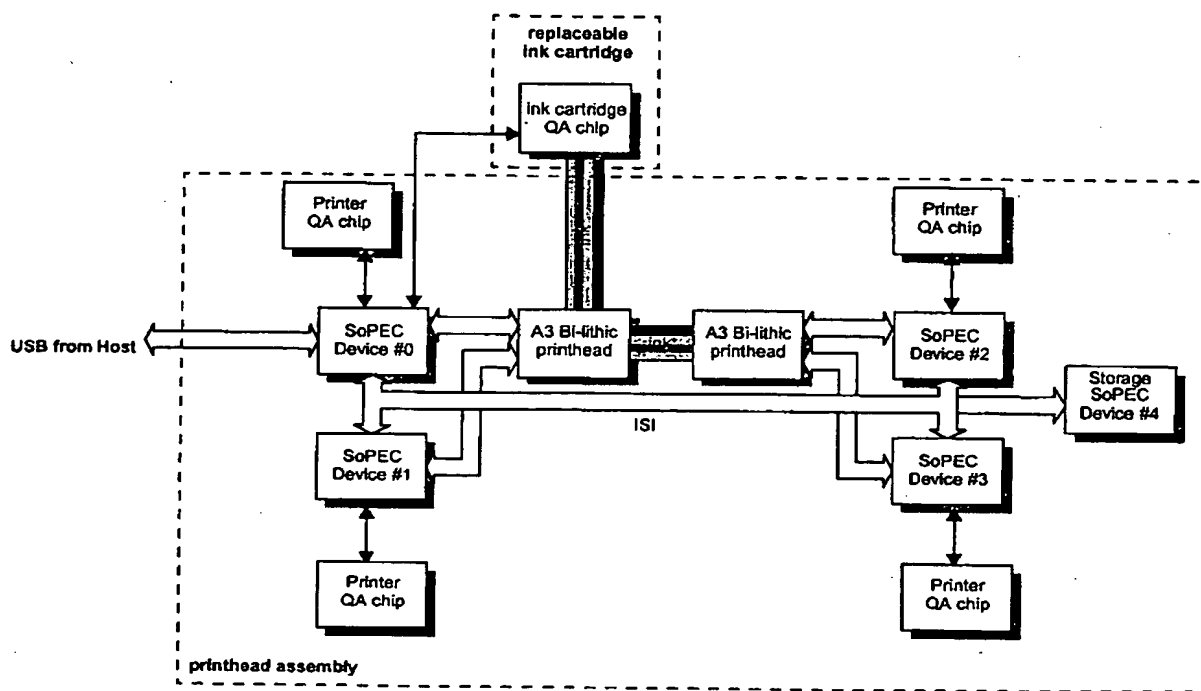 replaceable
ink cartridge
ink cartridge
QA chip
Printer
QA chip
Printer
QA chip
USB from Host
SoPEC
Device #0
A3 Bi-lithic
printhead
ink
A3 Bi-lithic
printhead
SoPEC
Device #2
Storage
SoPEC
Device #4
ISI
SoPEC
Device #1
SoPEC
Device #3
Printer
QA chip
Printer
QA chip
printhead assembly